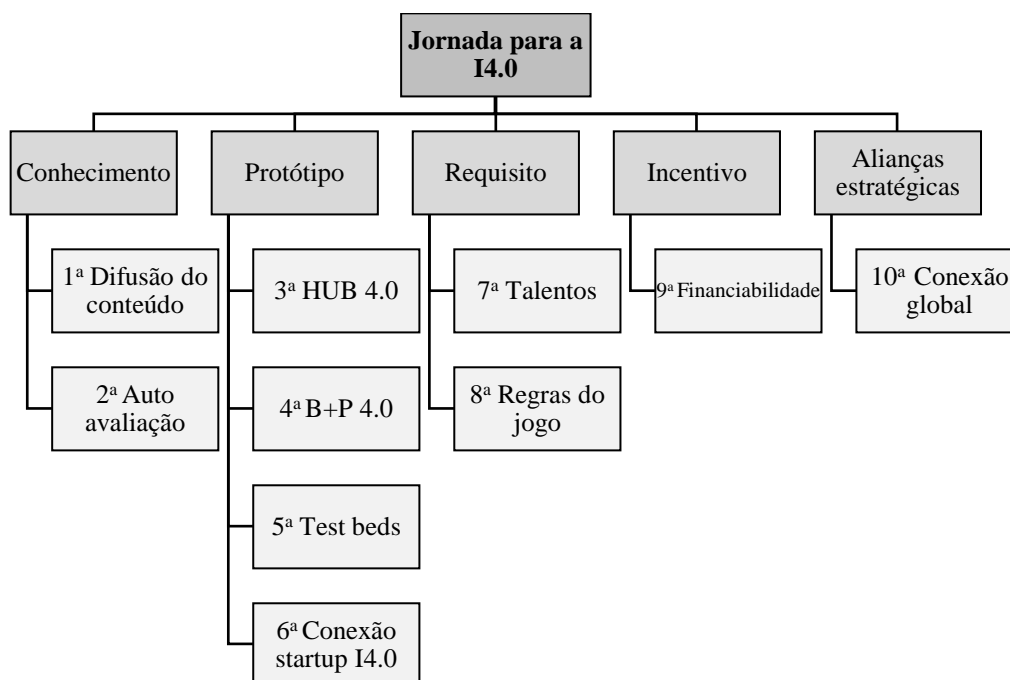 Jornada para a
I4.0
Conhecimento
Protótipo
Requisito
Incentivo
Alianças
estratégicas
1ª Difusão do
conteúdo
2ª Auto
avaliação
3ª HUB 4.0
4ª B+P 4.0
5ª Test beds
6ª Conexão
startup I4.0
7ª Talentos
8ª Regras do
jogo
9ª Financiabilidade
10ª Conexão
global